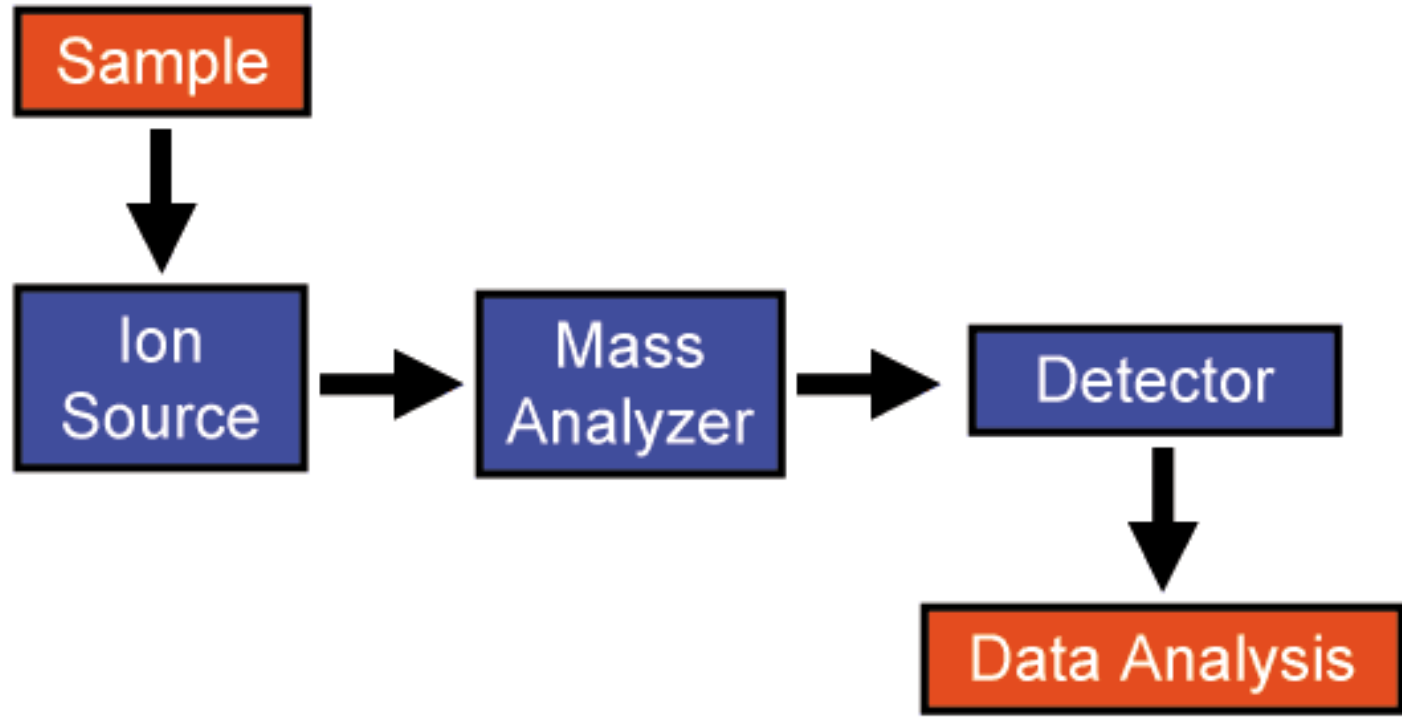 Sample
Ion
Source
Mass
Analyzer
Detector
Data Analysis